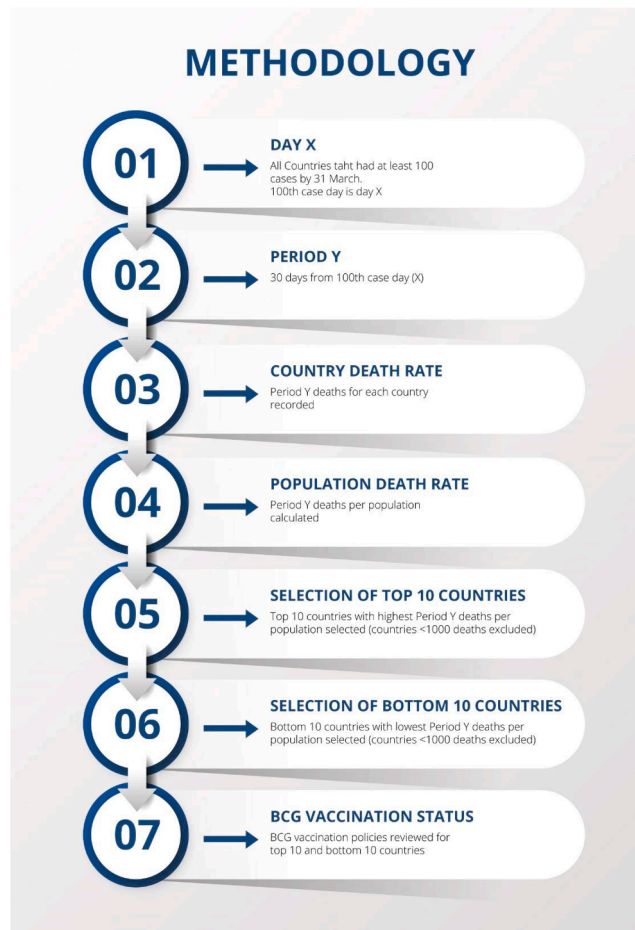 METHODOLOGY
01
DAY X
All Countries taht had at least 100
cases by 31 March.
100th case day is day X
02
PERIOD Y
30 days from 100th case day (X)
03
COUNTRY DEATH RATE
Period Y deaths for each country
recorded
04
POPULATION DEATH RATE
Period Y deaths per population
calculated
05
SELECTION OF TOP 10 COUNTRIES
Top 10 countries with highest Period Y deaths per
population selected (countries <1000 deaths excluded)
06
SELECTION OF BOTTOM 10 COUNTRIES
Bottom 10 countries with lowest Period Y deaths per
population selected (countries <1000 deaths excluded)
07
BCG VACCINATION STATUS
BCG vaccination policies reviewed for
top 10 and bottom 10 countries